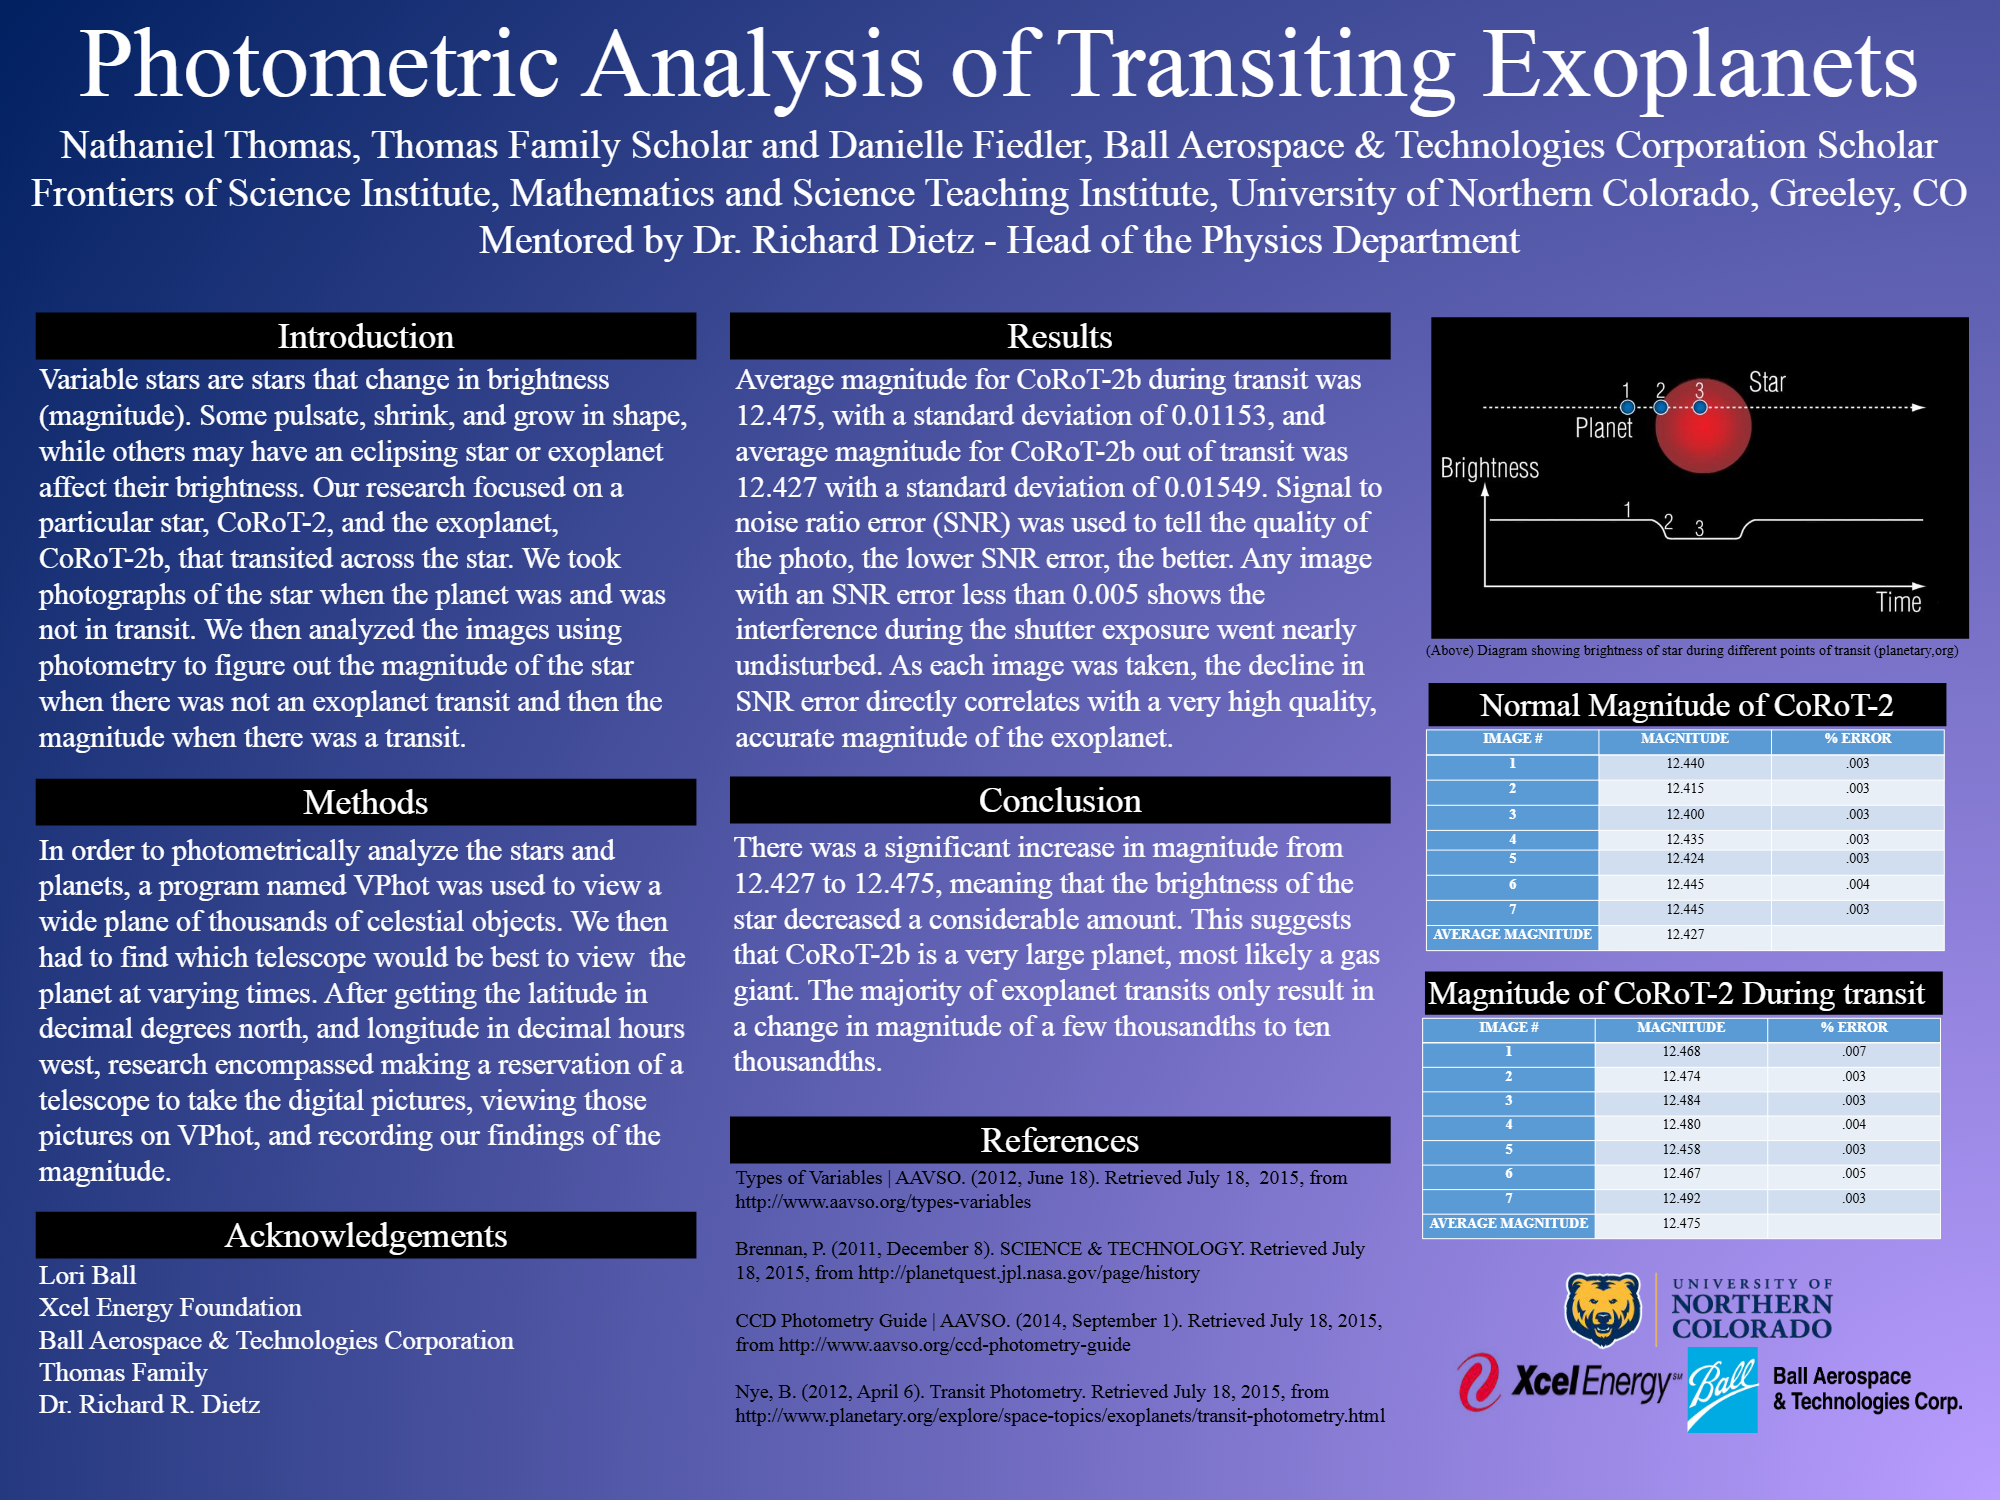 Photometric Analysis of Transiting Exoplanets
Nathaniel Thomas, Thomas Family Scholar and Danielle Fiedler, Ball Aerospace & Technologies Corporation Scholar
Frontiers of Science Institute, Mathematics and Science Teaching Institute, University of Northern Colorado, Greeley, CO
Mentored by Dr. Richard Dietz - Head of the Physics Department
Introduction
Variable stars are stars that change in brightness
(magnitude). Some pulsate, shrink, and grow in shape,
while others may have an eclipsing star or exoplanet
affect their brightness. Our research focused on a
particular star, CoRoT-2, and the exoplanet,
CoRoT-2b, that transited across the star. We took
photographs of the star when the planet was and was
not in transit. We then analyzed the images using
photometry to figure out the magnitude of the star
when there was not an exoplanet transit and then the
magnitude when there was a transit.
Methods
In order to photometrically analyze the stars and
planets, a program named VPhot was used to view a
wide plane of thousands of celestial objects. We then
had to find which telescope would be best to view  the
planet at varying times. After getting the latitude in
decimal degrees north, and longitude in decimal hours
west, research encompassed making a reservation of a
telescope to take the digital pictures, viewing those
pictures on VPhot, and recording our findings of the
magnitude.
Acknowledgements
Lori Ball
Xcel Energy Foundation
Ball Aerospace & Technologies Corporation
Thomas Family
Dr. Richard R. Dietz
Results
Average magnitude for CoRoT-2b during transit was
12.475, with a standard deviation of 0.01153, and
average magnitude for CoRoT-2b out of transit was
12.427 with a standard deviation of 0.01549. Signal to
noise ratio error (SNR) was used to tell the quality of
the photo, the lower SNR error, the better. Any image
with an SNR error less than 0.005 shows the
interference during the shutter exposure went nearly
undisturbed. As each image was taken, the decline in
SNR error directly correlates with a very high quality,
accurate magnitude of the exoplanet.
Conclusion
There was a significant increase in magnitude from
12.427 to 12.475, meaning that the brightness of the
star decreased a considerable amount. This suggests
that CoRoT-2b is a very large planet, most likely a gas
giant. The majority of exoplanet transits only result in
a change in magnitude of a few thousandths to ten
thousandths.
References
Types of Variables | AAVSO. (2012, June 18). Retrieved July 18,  2015, from
http://www.aavso.org/types-variables
Brennan, P. (2011, December 8). SCIENCE & TECHNOLOGY. Retrieved July
18, 2015, from http://planetquest.jpl.nasa.gov/page/history
CCD Photometry Guide | AAVSO. (2014, September 1). Retrieved July 18, 2015,
from http://www.aavso.org/ccd-photometry-guide
Nye, B. (2012, April 6). Transit Photometry. Retrieved July 18, 2015, from
http://www.planetary.org/explore/space-topics/exoplanets/transit-photometry.html
1 2 3 Star
Planet
Brightness
1 2 3
Time
(Above) Diagram showing brightness of star during different points of transit (planetary,org)
Normal Magnitude of CoRoT-2
IMAGE # MAGNITUDE % ERROR
1 12.440 .003
2 12.415 .003
3 12.400 .003
4 12.435 .003
5 12.424 .003
6 12.445 .004
7 12.445 .003
AVERAGE MAGNITUDE 12.427
Magnitude of CoRoT-2 During transit
IMAGE # MAGNITUDE % ERROR
1 12.468 .007
2 12.474 .003
3 12.484 .003
4 12.480 .004
5 12.458 .003
6 12.467 .005
7 12.492 .003
AVERAGE MAGNITUDE 12.475
UNIVERSITY OF
NORTHERN
COLORADO
Xcel Energy SM
Ball
Ball Aerospace
& Technologies Corp.